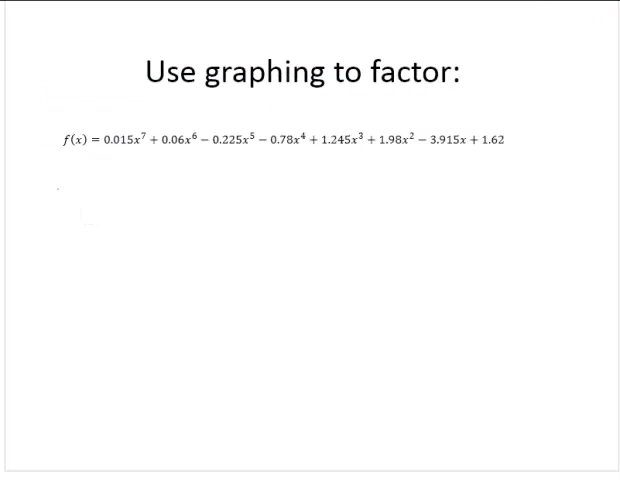 Use graphing to factor:
f(x) = 0.015x⁷ + 0.06x⁶ − 0.225x⁵ − 0.78x⁴ + 1.245x³ + 1.98x² − 3.915x + 1.62